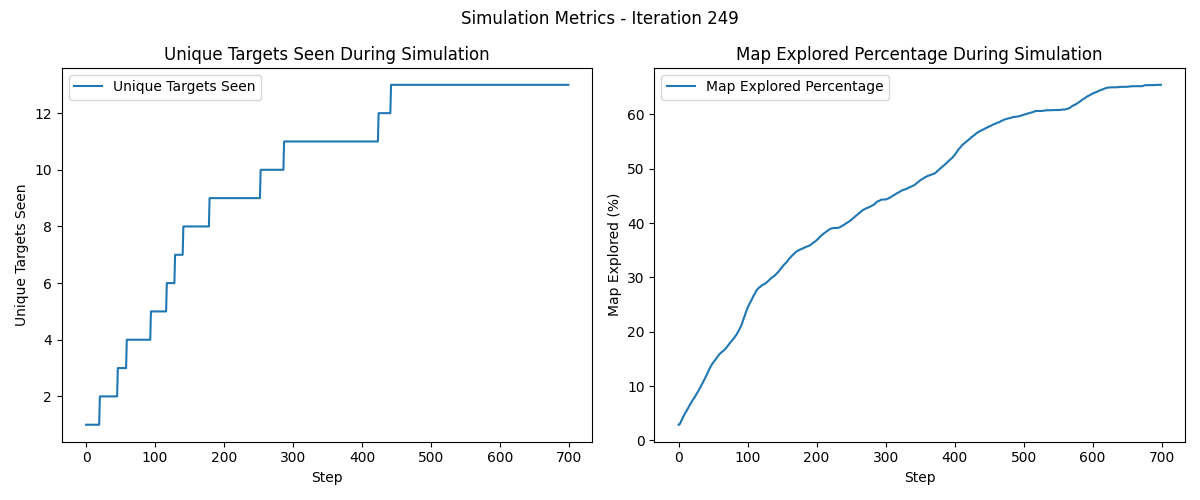 Simulation Metrics - Iteration 249
Unique Targets Seen During Simulation
Unique Targets Seen
Unique Targets Seen
12
10
8
6
4
2
0 100 200 300 400 500 600 700
Step
Map Explored Percentage During Simulation
Map Explored Percentage
Map Explored (%)
60
50
40
30
20
10
0
0 100 200 300 400 500 600 700
Step